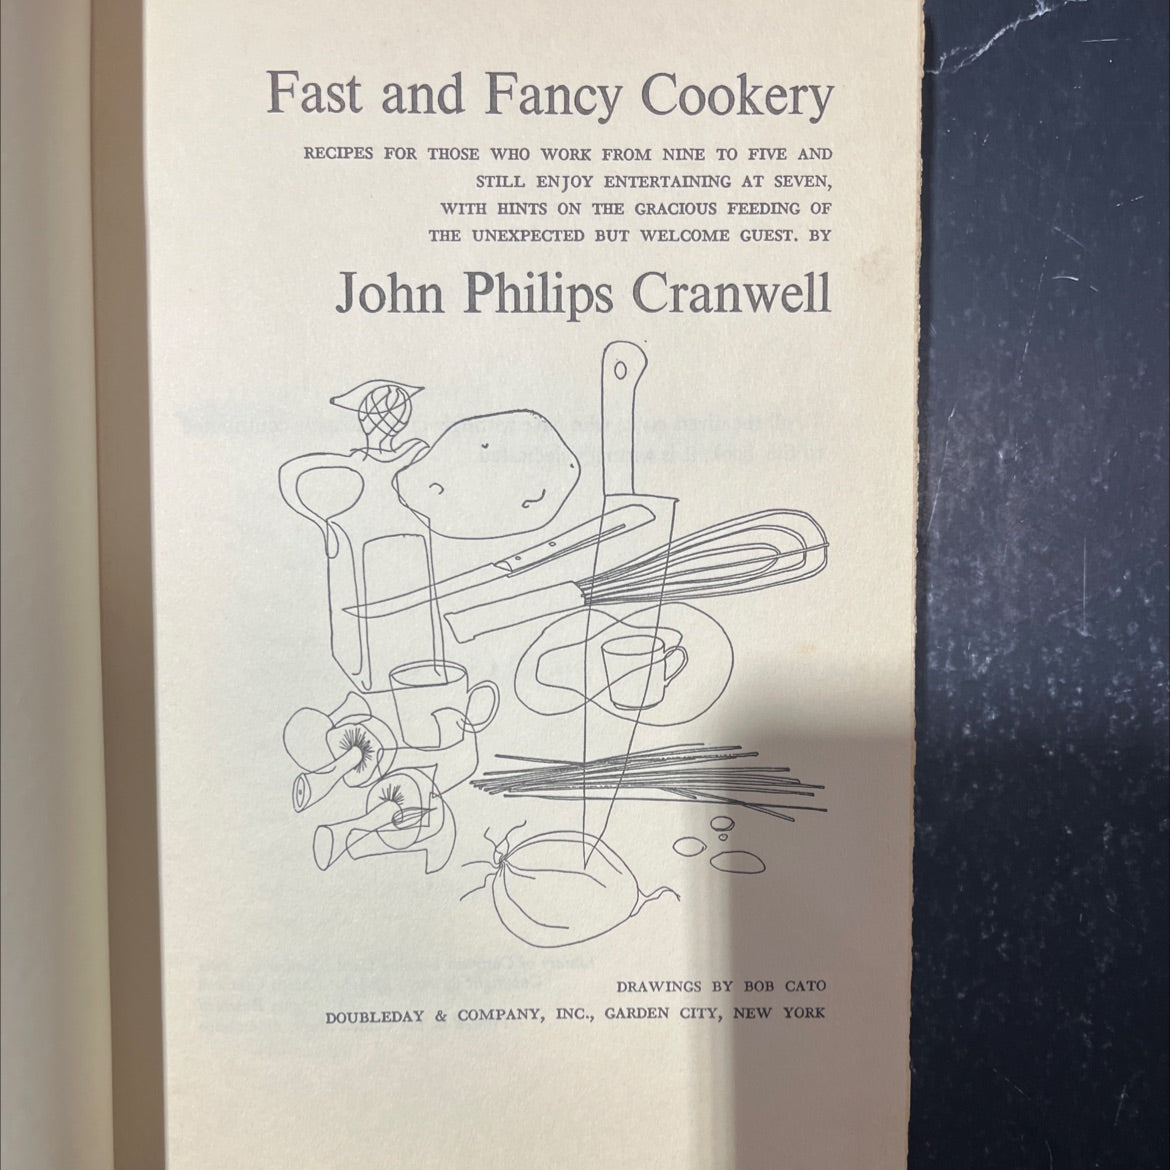 Fast and Fancy Cookery
RECIPES FOR THOSE WHO WORK FROM NINE TO FIVE AND
STILL ENJOY ENTERTAINING AT SEVEN,
WITH HINTS ON THE GRACIOUS FEEDING OF
THE UNEXPECTED BUT WELCOME GUEST. BY
John Philips Cranwell
DRAWINGS BY BOB CATO
DOUBLEDAY & COMPANY, INC., GARDEN CITY, NEW YORK